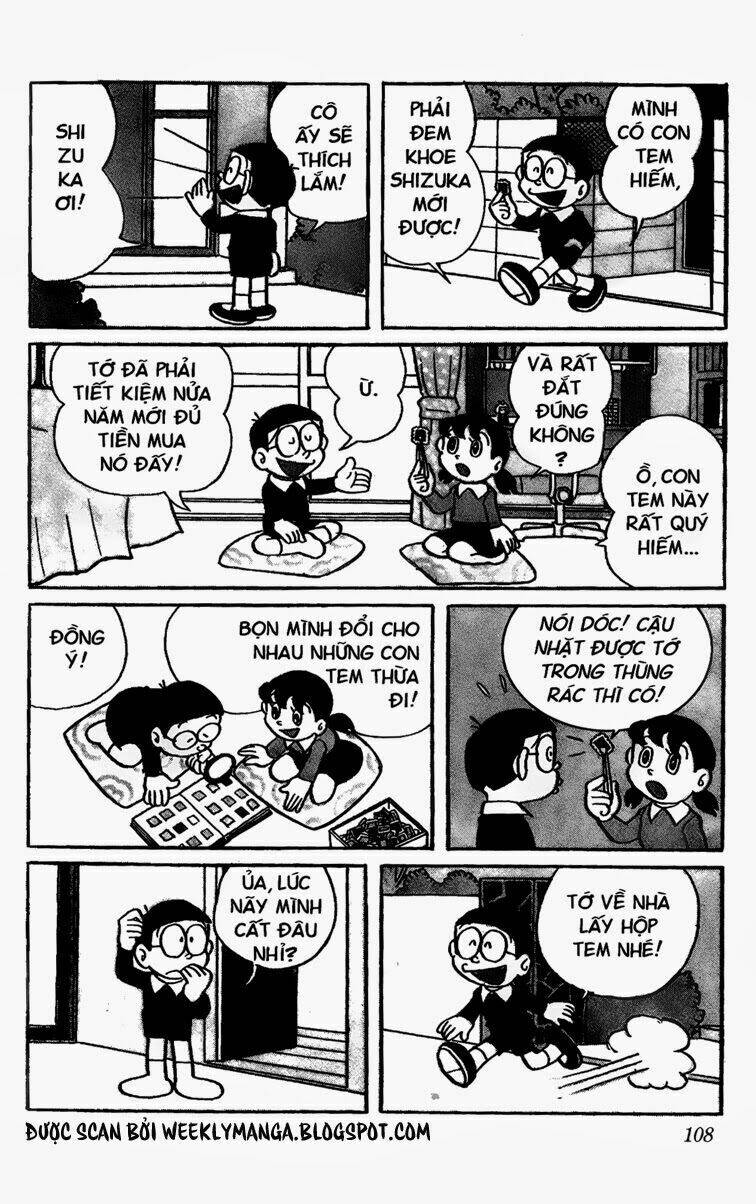 MÌNH
CÓ CON
TEM
HIẾM,
PHẢI
ĐEM
KHOE
SHIZUKA
MỚI
ĐƯỢC!
CÔ
ẤY SẼ
THÍCH
LẮM!
SHI
ZU
KA
ƠI!
Ồ, CON
TEM NÀY
RẤT QUÝ
HIẾM...
VÀ RẤT
ĐẮT
ĐÚNG
KHÔNG
?
Ừ.
TỚ ĐÃ PHẢI
TIẾT KIỆM NỬA
NĂM MỚI ĐỦ
TIỀN MUA
NÓ ĐẤY!
NÓI DÓC! CẬU
NHẶT ĐƯỢC TỚ
TRONG THÙNG
RÁC THÌ CÓ!
BỌN MÌNH ĐỔI CHO
NHAU NHỮNG CON
TEM THỪA
ĐI!
ĐỒNG
Ý!
TỚ VỀ NHÀ
LẤY HỘP
TEM NHÉ!
ỦA, LÚC
NÃY MÌNH
CẤT ĐÂU
NHỈ?
ĐƯỢC SCAN BỞI WEEKLYMANGA.BLOGSPOT.COM
108